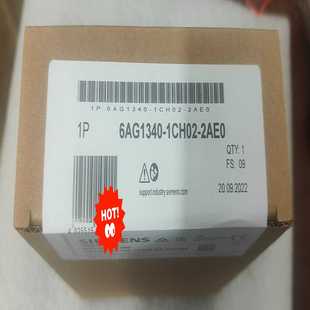 1P 6AG1340-1CH02-2AE0
1P 6AG1340-1CH02-2AE0
QTY: 1
FS: 09
support.industry.siemens.com
20.09.2022
HOT!
SIEMENS